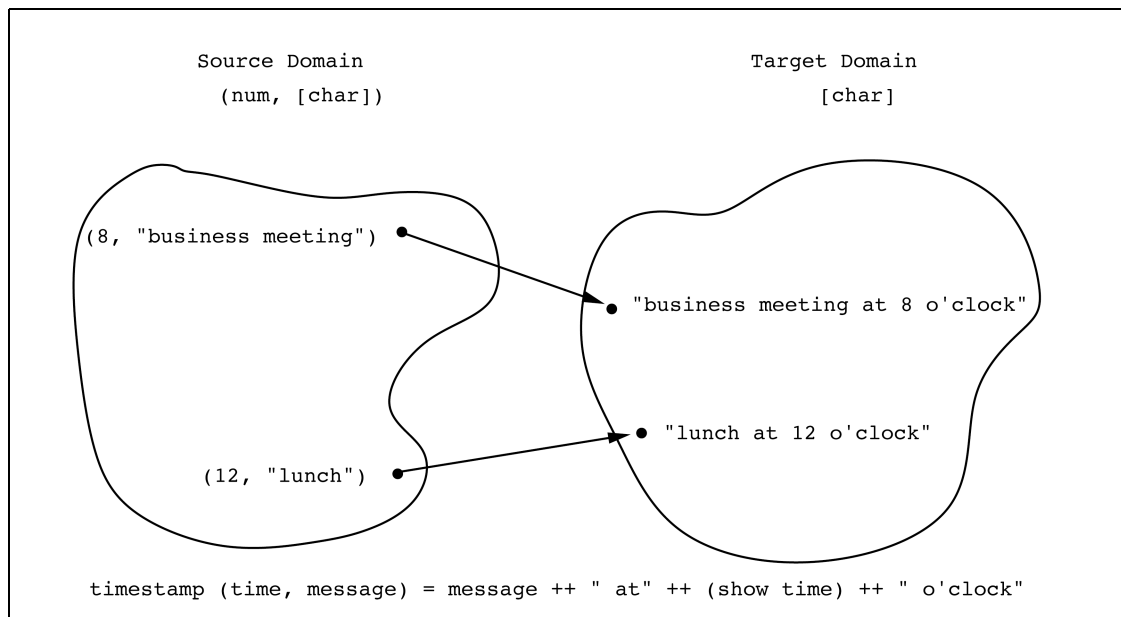 Source Domain
(num, [char])
Target Domain
[char]
(8, "business meeting")
"business meeting at 8 o'clock"
"lunch at 12 o'clock"
(12, "lunch")
timestamp (time, message) = message ++ " at" ++ (show time) ++ " o'clock"